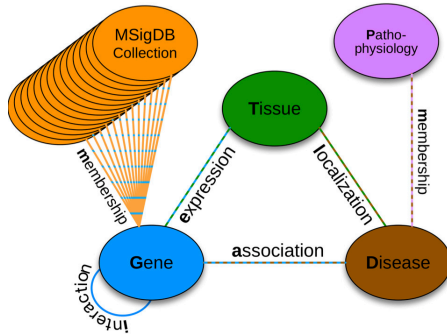 MSigDB
Collection
Patho-
physiology
Tissue
membership
expression
localization
membership
Gene
association
Disease
interaction